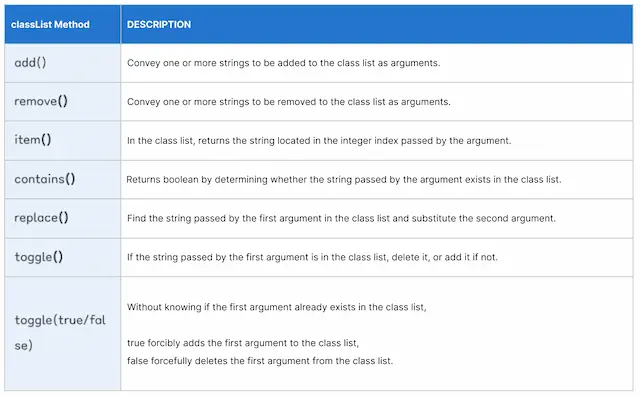 classList Method DESCRIPTION
add() Convey one or more strings to be added to the class list as arguments.
remove() Convey one or more strings to be removed to the class list as arguments.
item() In the class list, returns the string located in the integer index passed by the argument.
contains() Returns boolean by determining whether the string passed by the argument exists in the class list.
replace() Find the string passed by the first argument in the class list and substitute the second argument.
toggle() If the string passed by the first argument is in the class list, delete it, or add it if not.
toggle(true/fal
se)
Without knowing if the first argument already exists in the class list,
true forcibly adds the first argument to the class list,
false forcefully deletes the first argument from the class list.